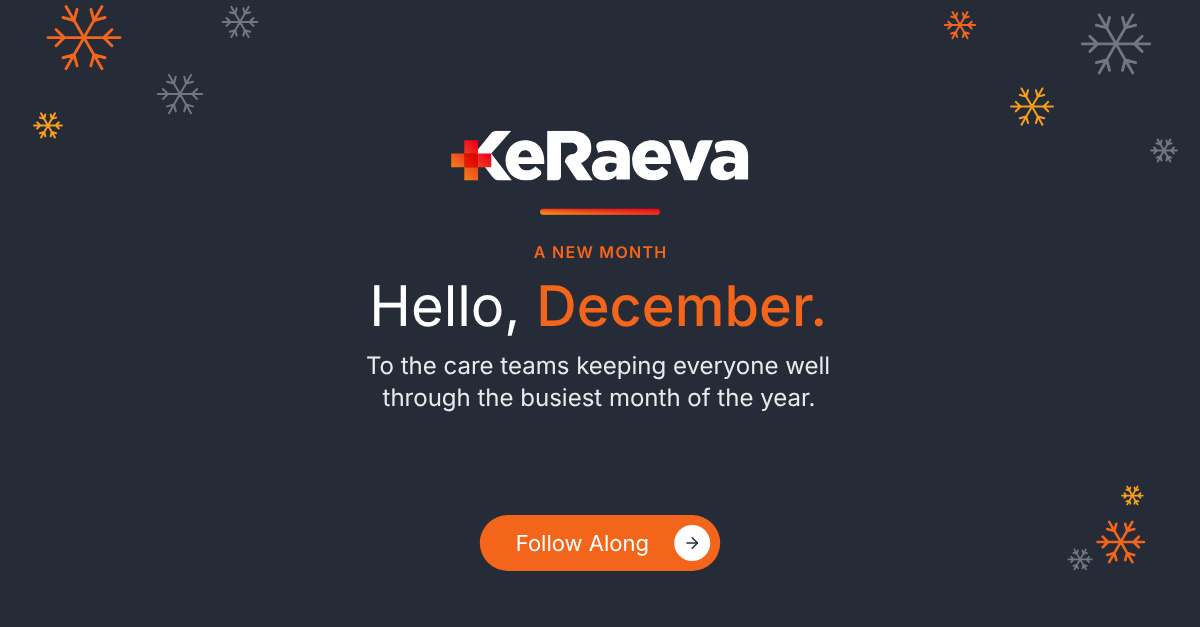 KeRaeva
A NEW MONTH
Hello, December.
To the care teams keeping everyone well
through the busiest month of the year.
Follow Along